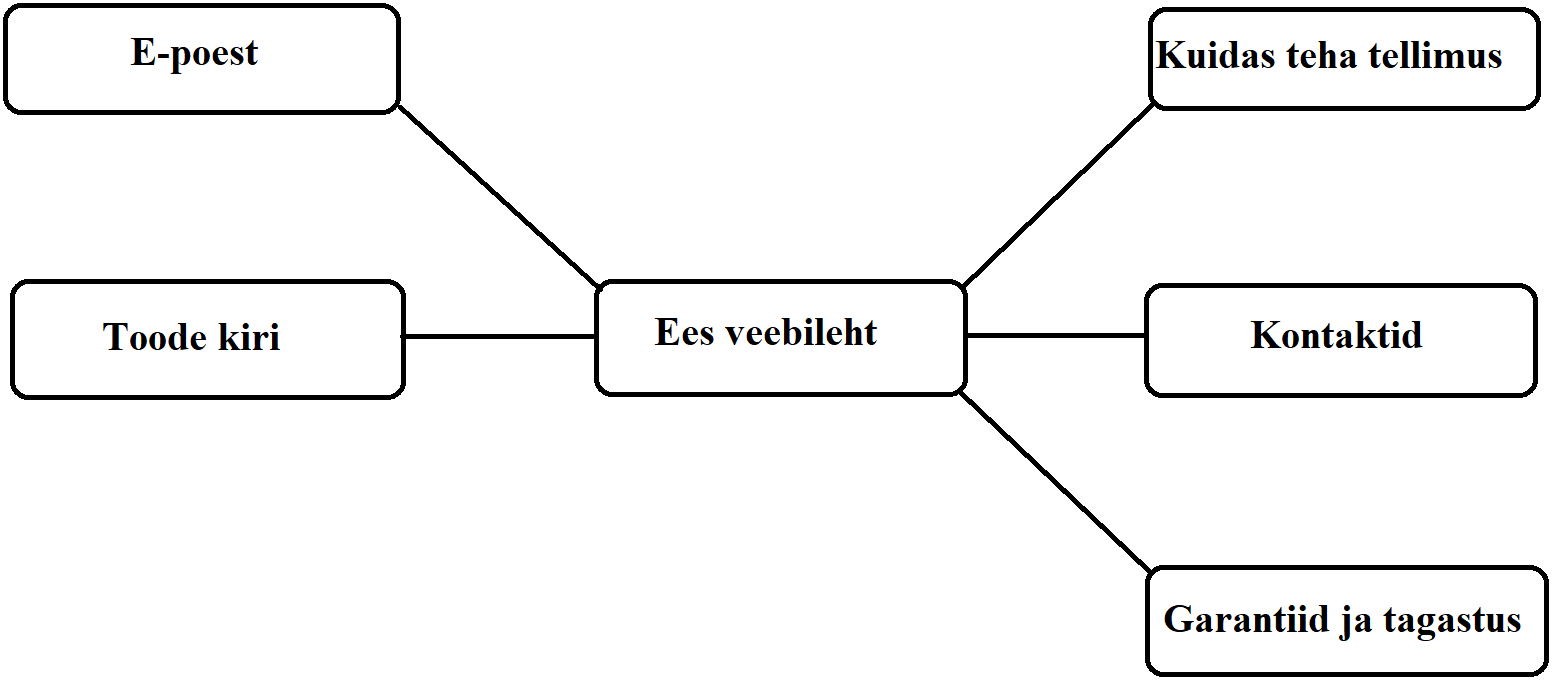 E-poest
Kuidas teha tellimus
Toode kiri
Ees veebileht
Kontaktid
Garantiid ja tagastus